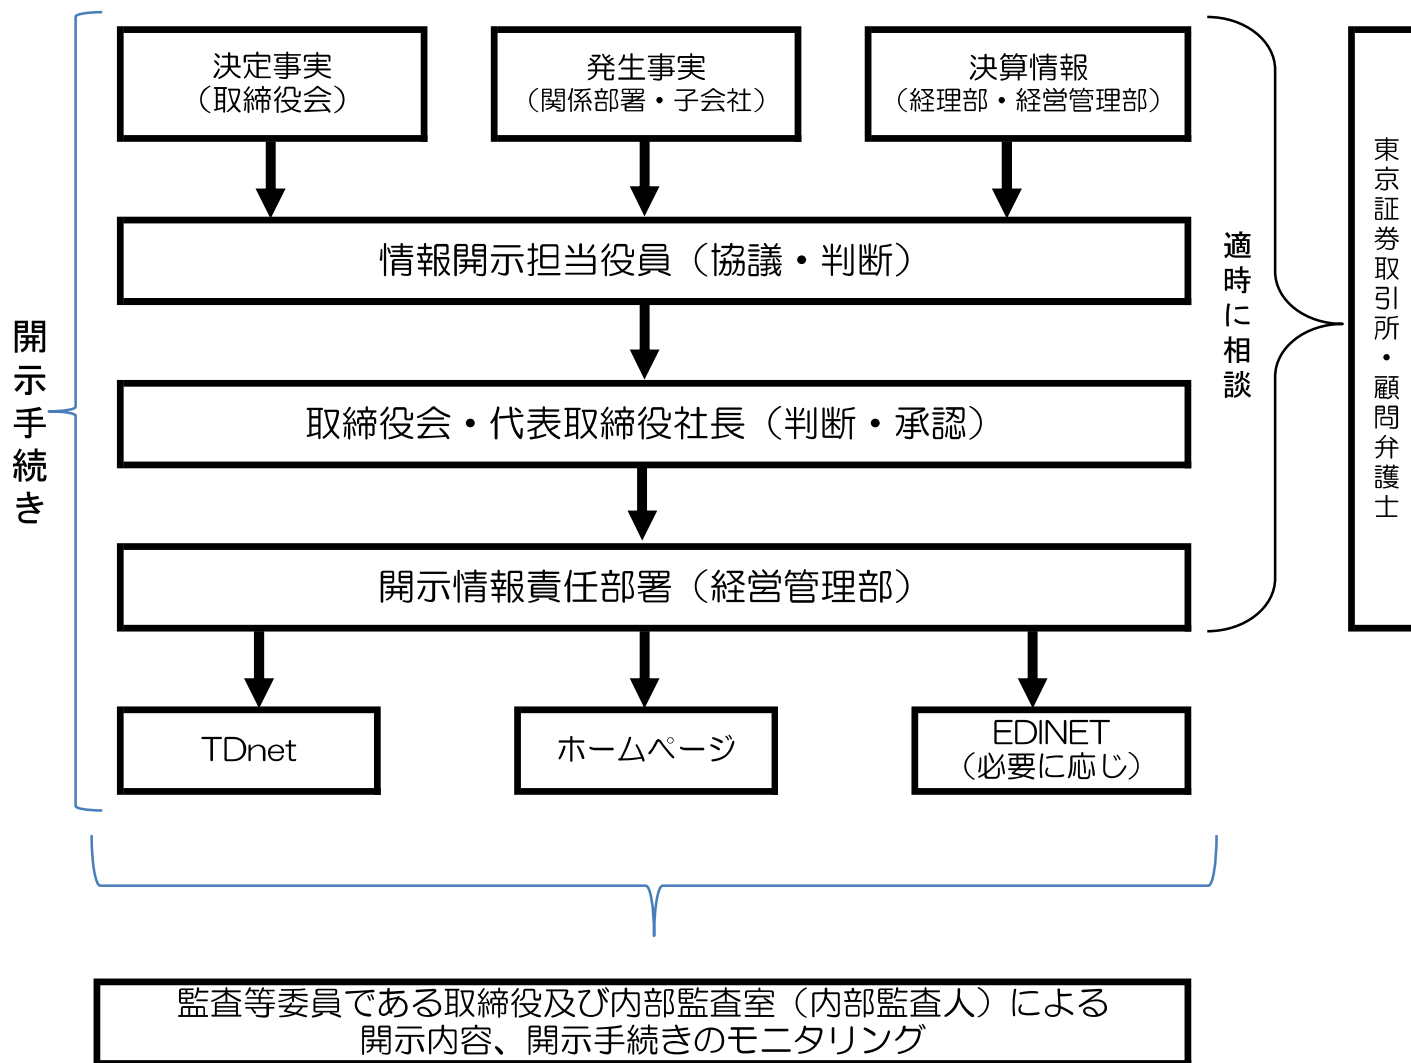 決定事実
（取締役会）
発生事実
（関係部署・子会社）
決算情報
（経理部・経営管理部）
情報開示担当役員（協議・判断）
取締役会・代表取締役社長（判断・承認）
開示情報責任部署（経営管理部）
TDnet
ホームページ
EDINET
（必要に応じ）
開示手続き
適時に相談
東京証券取引所・顧問弁護士
監査等委員である取締役及び内部監査室（内部監査人）による
開示内容、開示手続きのモニタリング